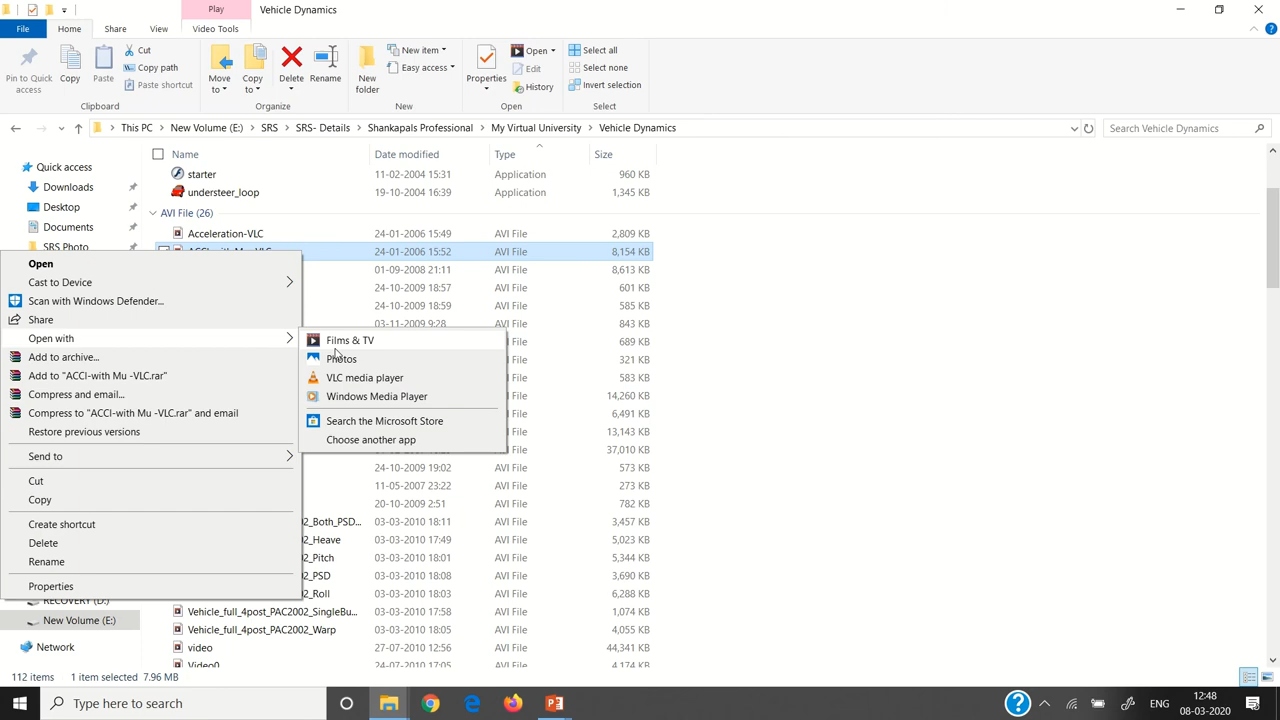 Play
Vehicle Dynamics
File
Home
Share
View
Video Tools
Pin to Quick access
Copy
Paste
Cut
Copy path
Paste shortcut
Clipboard
Move to
Copy to
Delete
Rename
Organize
New folder
New item
Easy access
New
Properties
Open
Edit
History
Open
Select all
Select none
Invert selection
Select
This PC > New Volume (E:) > SRS > SRS- Details > Shankapals Professional > My Virtual University > Vehicle Dynamics
Search Vehicle Dynamics
Quick access
Downloads
Desktop
Documents
SRS Photo
RECOVERY (D:)
New Volume (E:)
Network
Name Date modified Type Size
starter 11-02-2004 15:31 Application 960 KB
understeer_loop 19-10-2004 16:39 Application 1,345 KB
AVI File (26)
Acceleration-VLC 24-01-2006 15:49 AVI File 2,809 KB
ACCI-with Mu -VLC 24-01-2006 15:52 AVI File 8,154 KB
01-09-2008 21:11 AVI File 8,613 KB
24-10-2009 18:57 AVI File 601 KB
24-10-2009 18:59 AVI File 585 KB
03-11-2009 9:28 AVI File 843 KB
689 KB
321 KB
583 KB
14,260 KB
6,491 KB
13,143 KB
37,010 KB
24-10-2009 19:02 AVI File 573 KB
11-05-2007 23:22 AVI File 273 KB
20-10-2009 2:51 AVI File 782 KB
02_Both_PSD... 03-03-2010 18:11 AVI File 3,457 KB
02_Heave 03-03-2010 17:49 AVI File 5,023 KB
02_Pitch 03-03-2010 18:01 AVI File 5,344 KB
02_PSD 03-03-2010 18:08 AVI File 3,690 KB
02_Roll 03-03-2010 17:54 AVI File 6,288 KB
Vehicle_full_4post_PAC2002_SingleBu... 03-03-2010 17:58 AVI File 1,074 KB
Vehicle_full_4post_PAC2002_Warp 03-03-2010 18:05 AVI File 4,055 KB
video 27-07-2010 12:56 AVI File 44,341 KB
Video0 24-07-2010 17:05 AVI File 4,174 KB
Open
Cast to Device
Scan with Windows Defender...
Share
Open with
Add to archive...
Add to "ACCI-with Mu -VLC.rar"
Compress and email...
Compress to "ACCI-with Mu -VLC.rar" and email
Restore previous versions
Send to
Cut
Copy
Create shortcut
Delete
Rename
Properties
Films & TV
Photos
VLC media player
Windows Media Player
Search the Microsoft Store
Choose another app
112 items 1 item selected 7.96 MB
Type here to search
ENG
12:48
08-03-2020